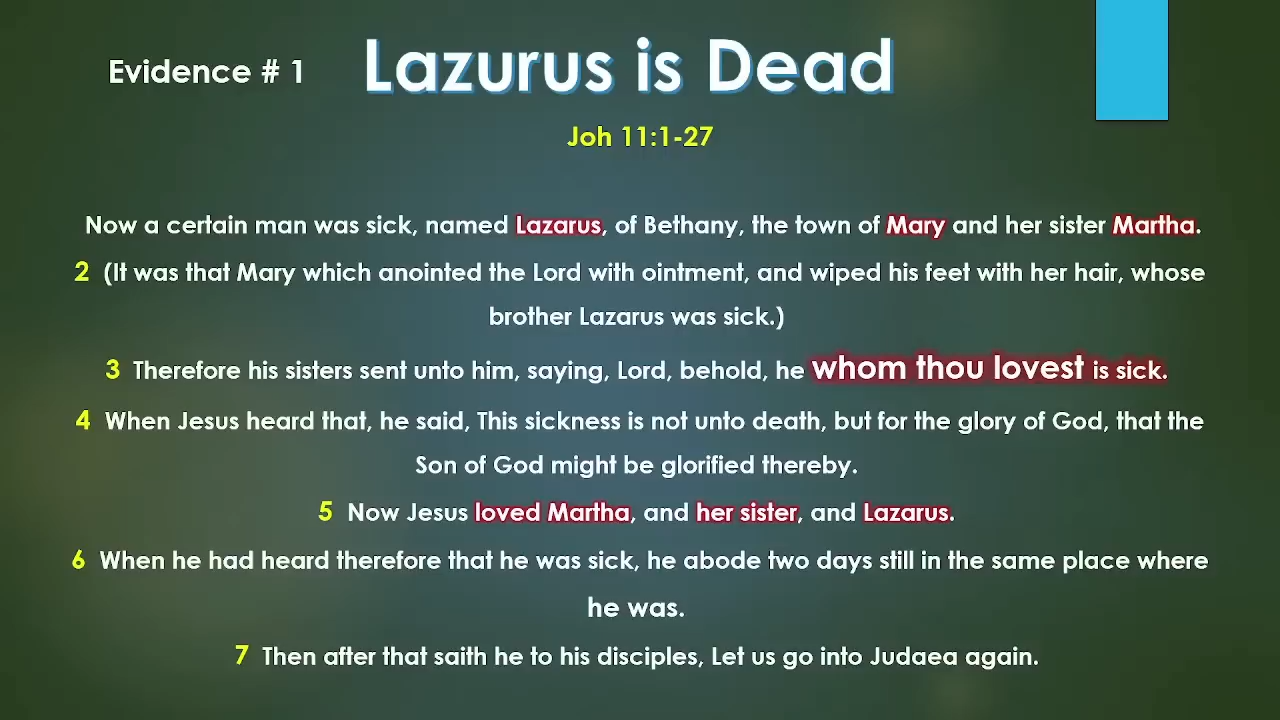 Evidence # 1
Lazurus is Dead
Joh 11:1-27
Now a certain man was sick, named Lazarus, of Bethany, the town of Mary and her sister Martha.
2 (It was that Mary which anointed the Lord with ointment, and wiped his feet with her hair, whose
brother Lazarus was sick.)
3 Therefore his sisters sent unto him, saying, Lord, behold, he whom thou lovest is sick.
4 When Jesus heard that, he said, This sickness is not unto death, but for the glory of God, that the
Son of God might be glorified thereby.
5 Now Jesus loved Martha, and her sister, and Lazarus.
6 When he had heard therefore that he was sick, he abode two days still in the same place where
he was.
7 Then after that saith he to his disciples, Let us go into Judaea again.